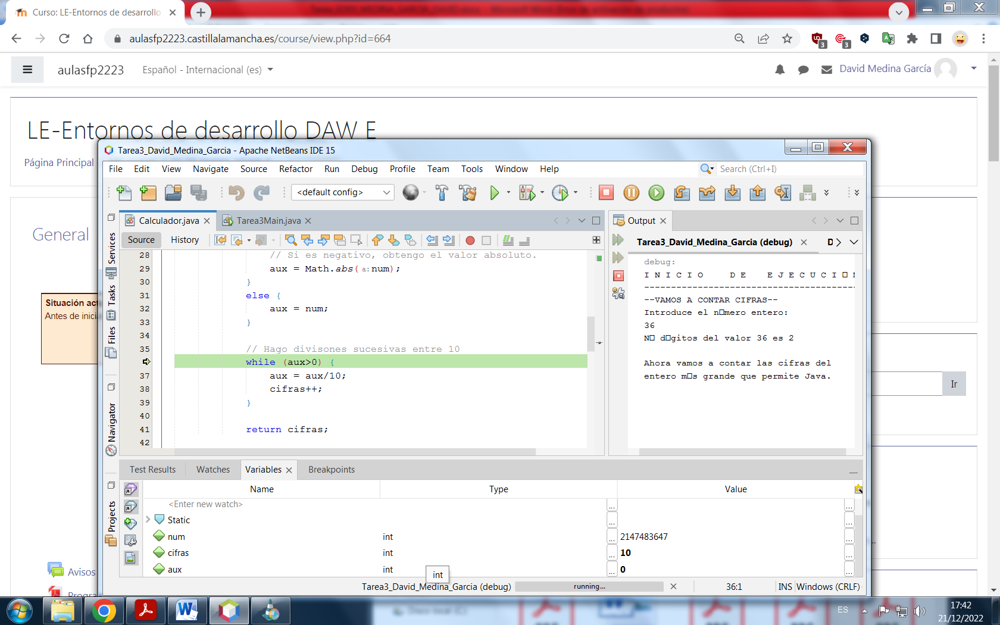 Curso: LE-Entornos de desarrollo
aulasfp2223.castillalamancha.es/course/view.php?id=664
3
3
aulasfp2223
Español - Internacional (es)
David Medina García
LE-Entornos de desarrollo DAW E
Página Principal
General
Situación act
Antes de inicia
Ir
Avisos
Progra
Tarea3_David_Medina_Garcia - Apache NetBeans IDE 15
File Edit View Navigate Source Refactor Run Debug Profile Team Tools Window Help
Search (Ctrl+I)
<default config>
Services
Tasks
Files
Navigator
Projects
Calculador.java
Tarea3Main.java
Source History
28 // Si es negativo, obtengo el valor absoluto.
29 aux = Math.abs(a:num);
30 }
31 else {
32 aux = num;
33 }
34
35 // Hago divisones sucesivas entre 10
while (aux>0) {
37 aux = aux/10;
38 cifras++;
39 }
40
41 return cifras;
42
Output
Tarea3_David_Medina_Garcia (debug)
D
debug:
I N I C I O   D E   E J E C U C I □ N
--------------------------------------
--VAMOS A CONTAR CIFRAS--
Introduce el n□mero entero:
36
N□ d□gitos del valor 36 es 2
Ahora vamos a contar las cifras del
entero m□s grande que permite Java.
Test Results Watches Variables Breakpoints
Name Type Value
<Enter new watch>
Static
num int 2147483647
cifras int 10
aux int 0
int
Tarea3_David_Medina_Garcia (debug) running... 36:1 INS Windows (CRLF)
ES
17:42
21/12/2022